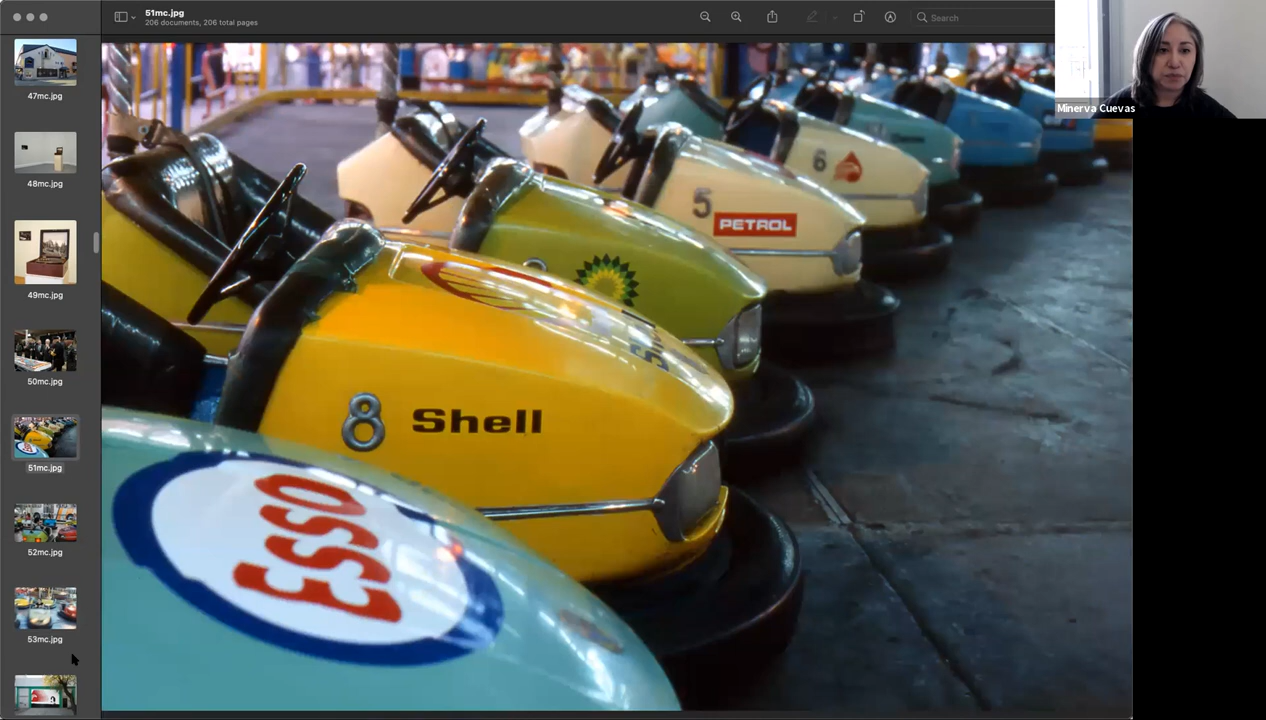 51mc.jpg
206 documents, 206 total pages
Search
Minerva Cuevas
47mc.jpg
48mc.jpg
49mc.jpg
50mc.jpg
51mc.jpg
52mc.jpg
53mc.jpg
6
5
PETROL
8
Shell
ESSO